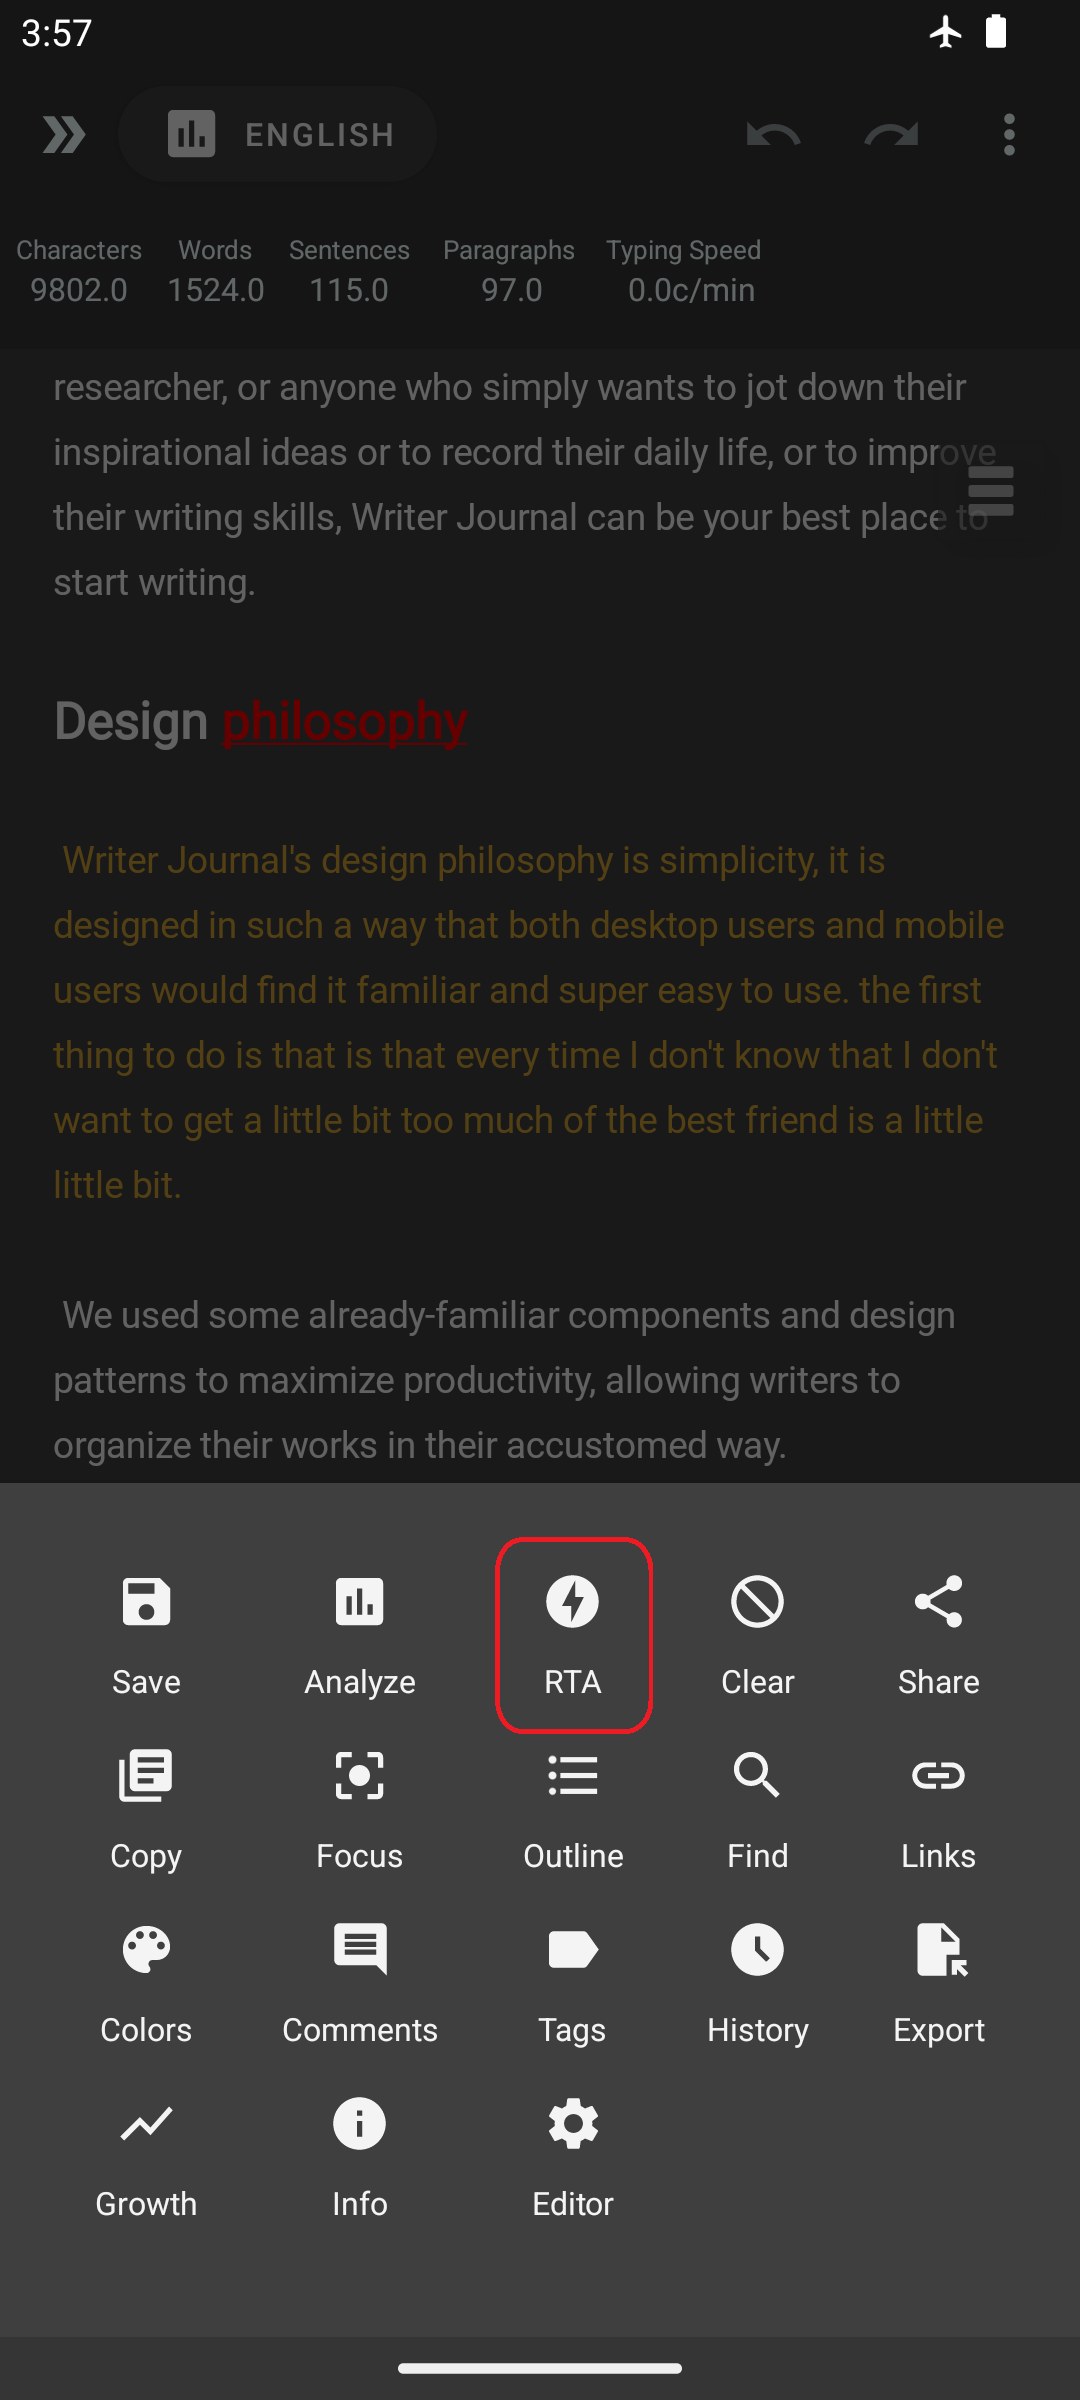 3:57
ENGLISH
Characters Words Sentences Paragraphs Typing Speed
9802.0 1524.0 115.0 97.0 0.0c/min
researcher, or anyone who simply wants to jot down their
inspirational ideas or to record their daily life, or to improve
their writing skills, Writer Journal can be your best place to
start writing.
Design philosophy
Writer Journal's design philosophy is simplicity, it is
designed in such a way that both desktop users and mobile
users would find it familiar and super easy to use. the first
thing to do is that is that every time I don't know that I don't
want to get a little bit too much of the best friend is a little
little bit.
We used some already-familiar components and design
patterns to maximize productivity, allowing writers to
organize their works in their accustomed way.
Save Analyze RTA Clear Share
Copy Focus Outline Find Links
Colors Comments Tags History Export
Growth Info Editor